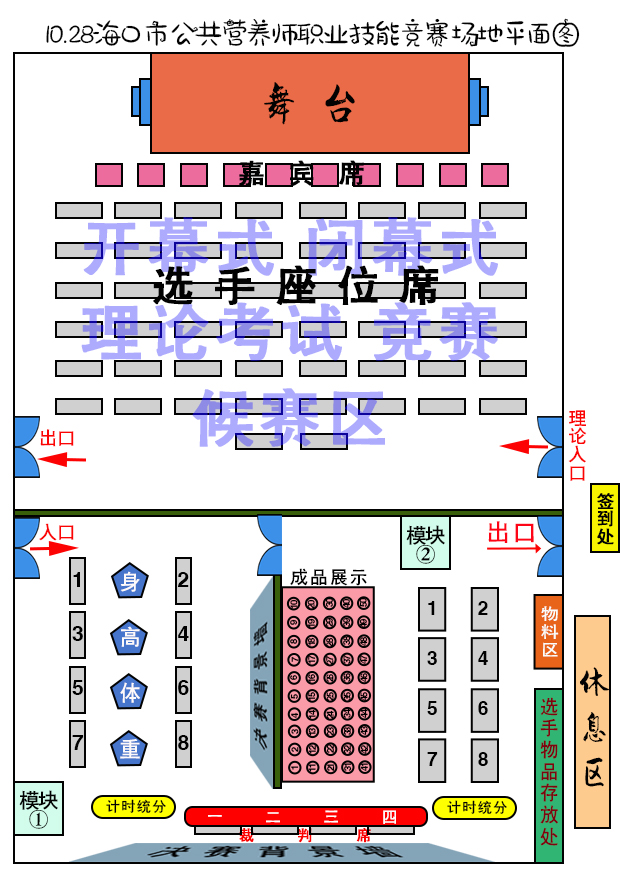 10.28海口市公共营养师职业技能竞赛场地平面图
舞 台
嘉 宾 席
开幕式 闭幕式
选手座位席
理论考试 竞赛
候赛区
出口
理论入口
签到处
入口
出口
模块
②
成品展示
1 身 2
3 高 4
5 体 6
7 重 8
决赛背景墙
1 2
3 4
5 6
7 8
物料区
选手物品存放处
休息区
模块
①
计时统分
计时统分
一 二 三 四
裁 判 席
决赛背景墙